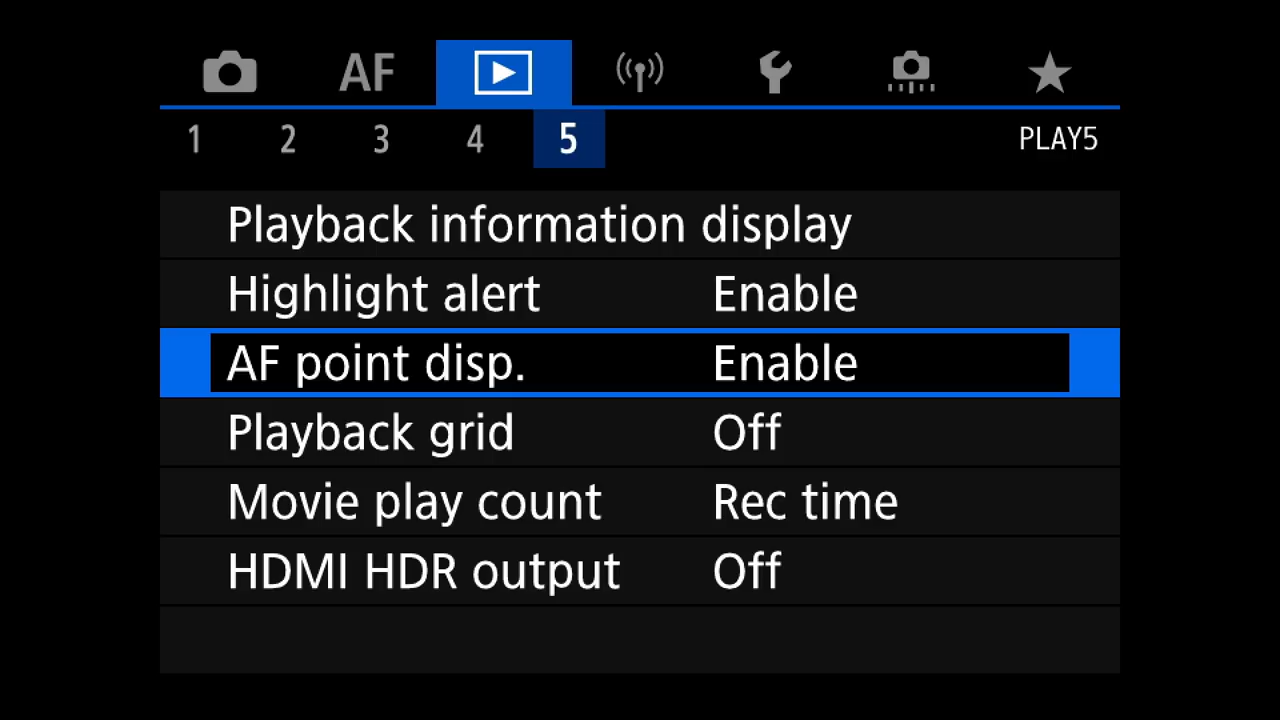 AF
1 2 3 4 5 PLAY5
Playback information display
Highlight alert Enable
AF point disp. Enable
Playback grid Off
Movie play count Rec time
HDMI HDR output Off